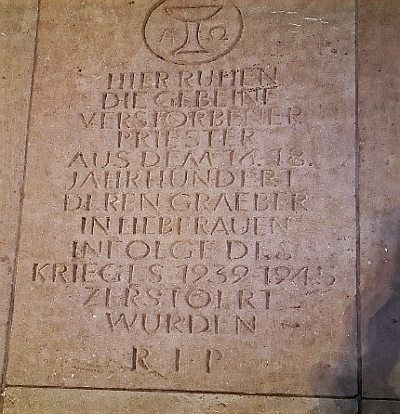 A Ω
HIER RUHEN
DIE GEBEINE
VERSTORBENER
PRIESTER
AUS DEM 16.-18.
JAHRHUNDERT
DEREN GRAEBER
IN LIEBFRAUEN
INFOLGE DES
KRIEGES 1939-1945
ZERSTOERT
WURDEN
R I P